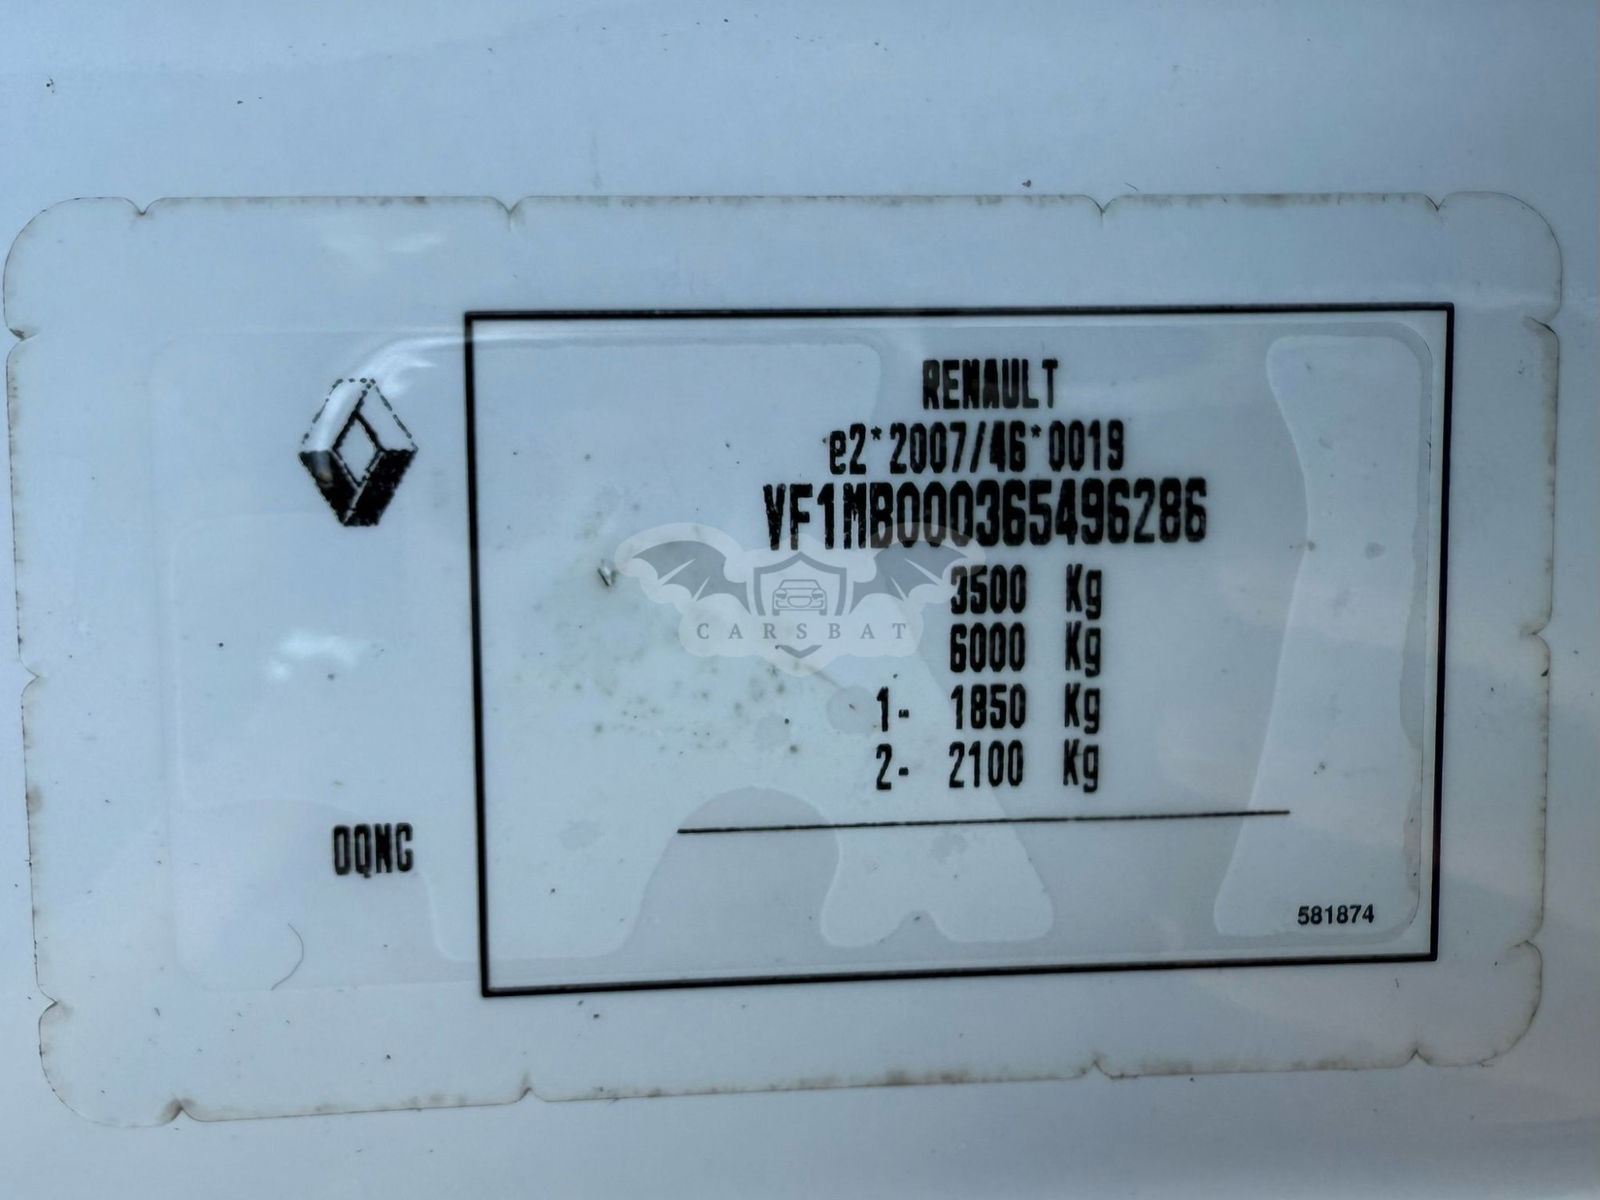 RENAULT
e2*2007/46*0019
VF1MB000365496286
3500 Kg
6000 Kg
1- 1850 Kg
2- 2100 Kg
0QNC
581874
CARSBAT